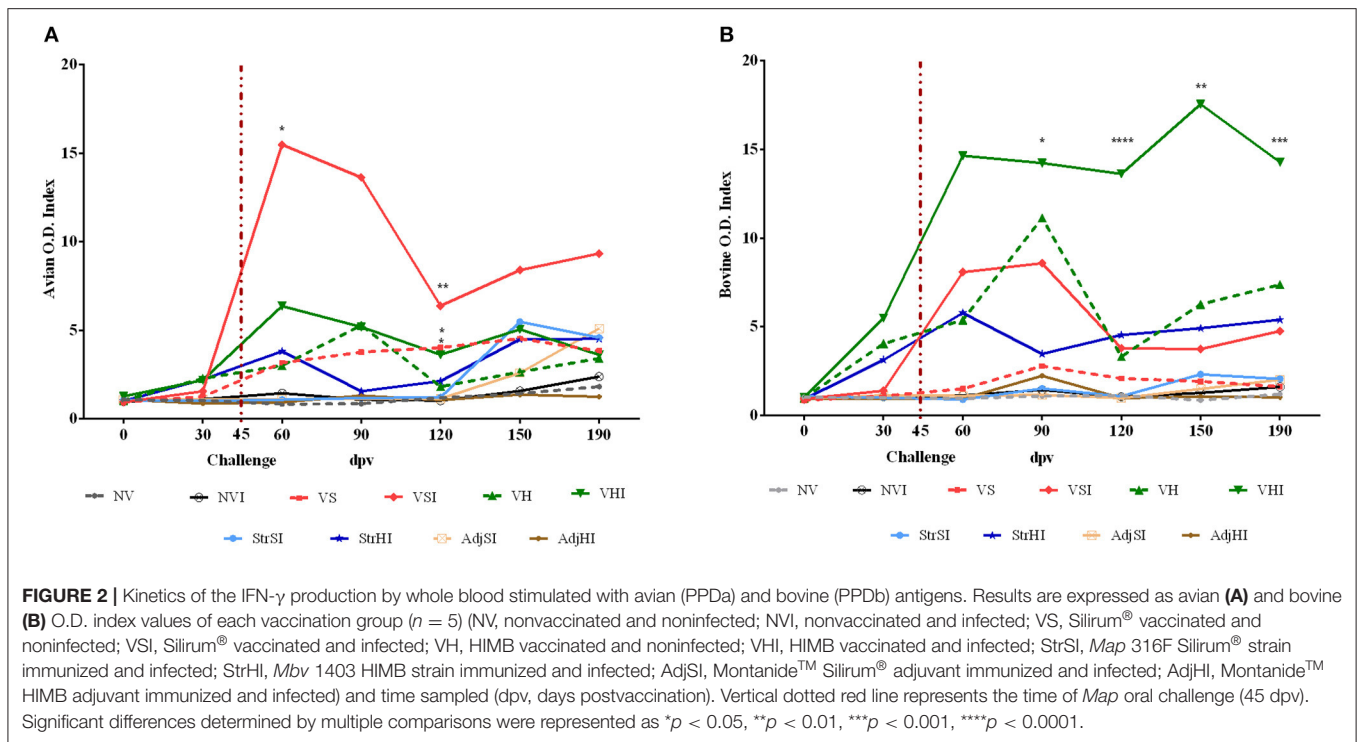 A
20
15
10
5
0
Avian O.D. Index
*
**
*
*
0 30 45 60 90 120 150 190
Challenge dpv
NV NVI VS VSI VH VHI
StrSI StrHI AdjSI AdjHI
B
20
15
10
5
0
Bovine O.D. Index
* **** ** ***
0 30 45 60 90 120 150 190
Challenge dpv
NV NVI VS VSI VH VHI
StrSI StrHI AdjSI AdjHI
FIGURE 2 | Kinetics of the IFN-γ production by whole blood stimulated with avian (PPDa) and bovine (PPDb) antigens. Results are expressed as avian (A) and bovine
(B) O.D. index values of each vaccination group (n = 5) (NV, nonvaccinated and noninfected; NVI, nonvaccinated and infected; VS, Silirum® vaccinated and
noninfected; VSI, Silirum® vaccinated and infected; VH, HIMB vaccinated and noninfected; VHI, HIMB vaccinated and infected; StrSI, Map 316F Silirum® strain
immunized and infected; StrHI, Mbv 1403 HIMB strain immunized and infected; AdjSI, Montanide™ Silirum® adjuvant immunized and infected; AdjHI, Montanide™
HIMB adjuvant immunized and infected) and time sampled (dpv, days postvaccination). Vertical dotted red line represents the time of Map oral challenge (45 dpv).
Significant differences determined by multiple comparisons were represented as *p < 0.05, **p < 0.01, ***p < 0.001, ****p < 0.0001.